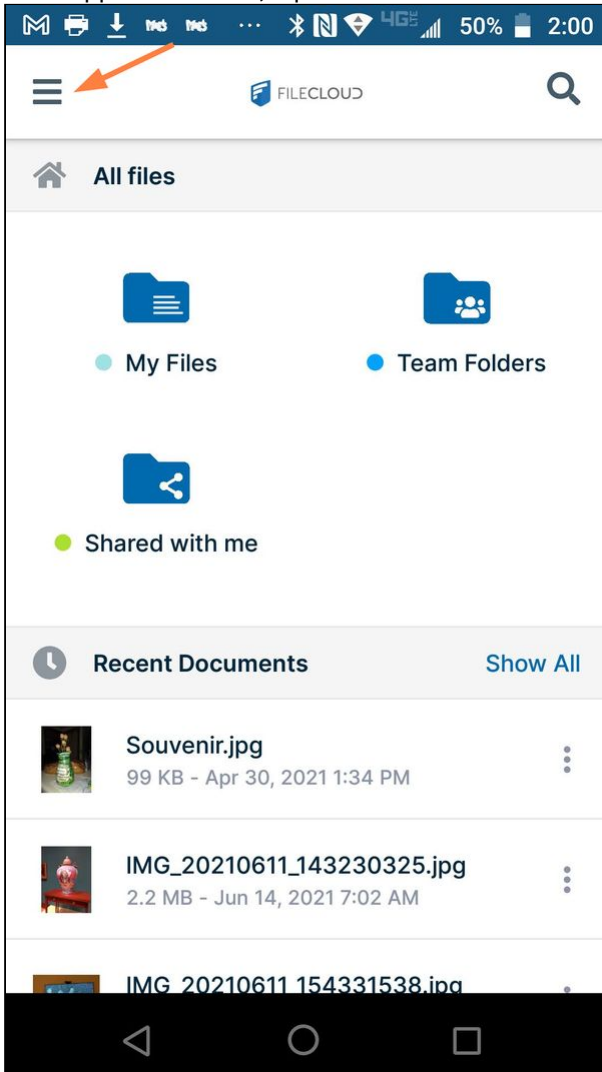 4G LTE 50% 2:00
FILECLOUD
All files
My Files Team Folders
Shared with me
Recent Documents Show All
Souvenir.jpg
99 KB - Apr 30, 2021 1:34 PM
IMG_20210611_143230325.jpg
2.2 MB - Jun 14, 2021 7:02 AM
IMG_20210611_154331538.jpg